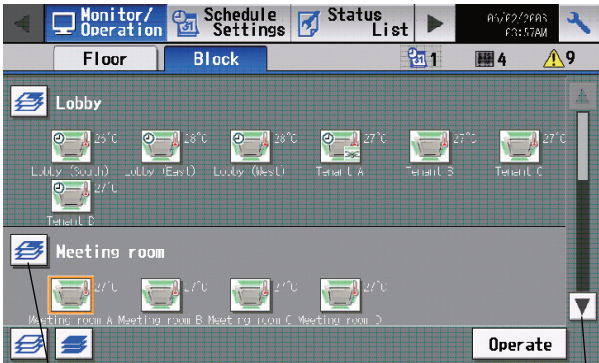 Monitor/ Operation
Schedule Settings
Status List
03:57AM
Floor
Block
1
4
9
Lobby
28°C
28°C
27°C
27°C
27°C
Lobby (South)
Lobby (East)
Lobby (West)
Tenant A
Tenant B
Tenant C
27°C
Tenant D
Meeting room
27°C
27°C
27°C
27°C
Meeting room A
Meeting room B
Meeting room C
Meeting room D
Operate